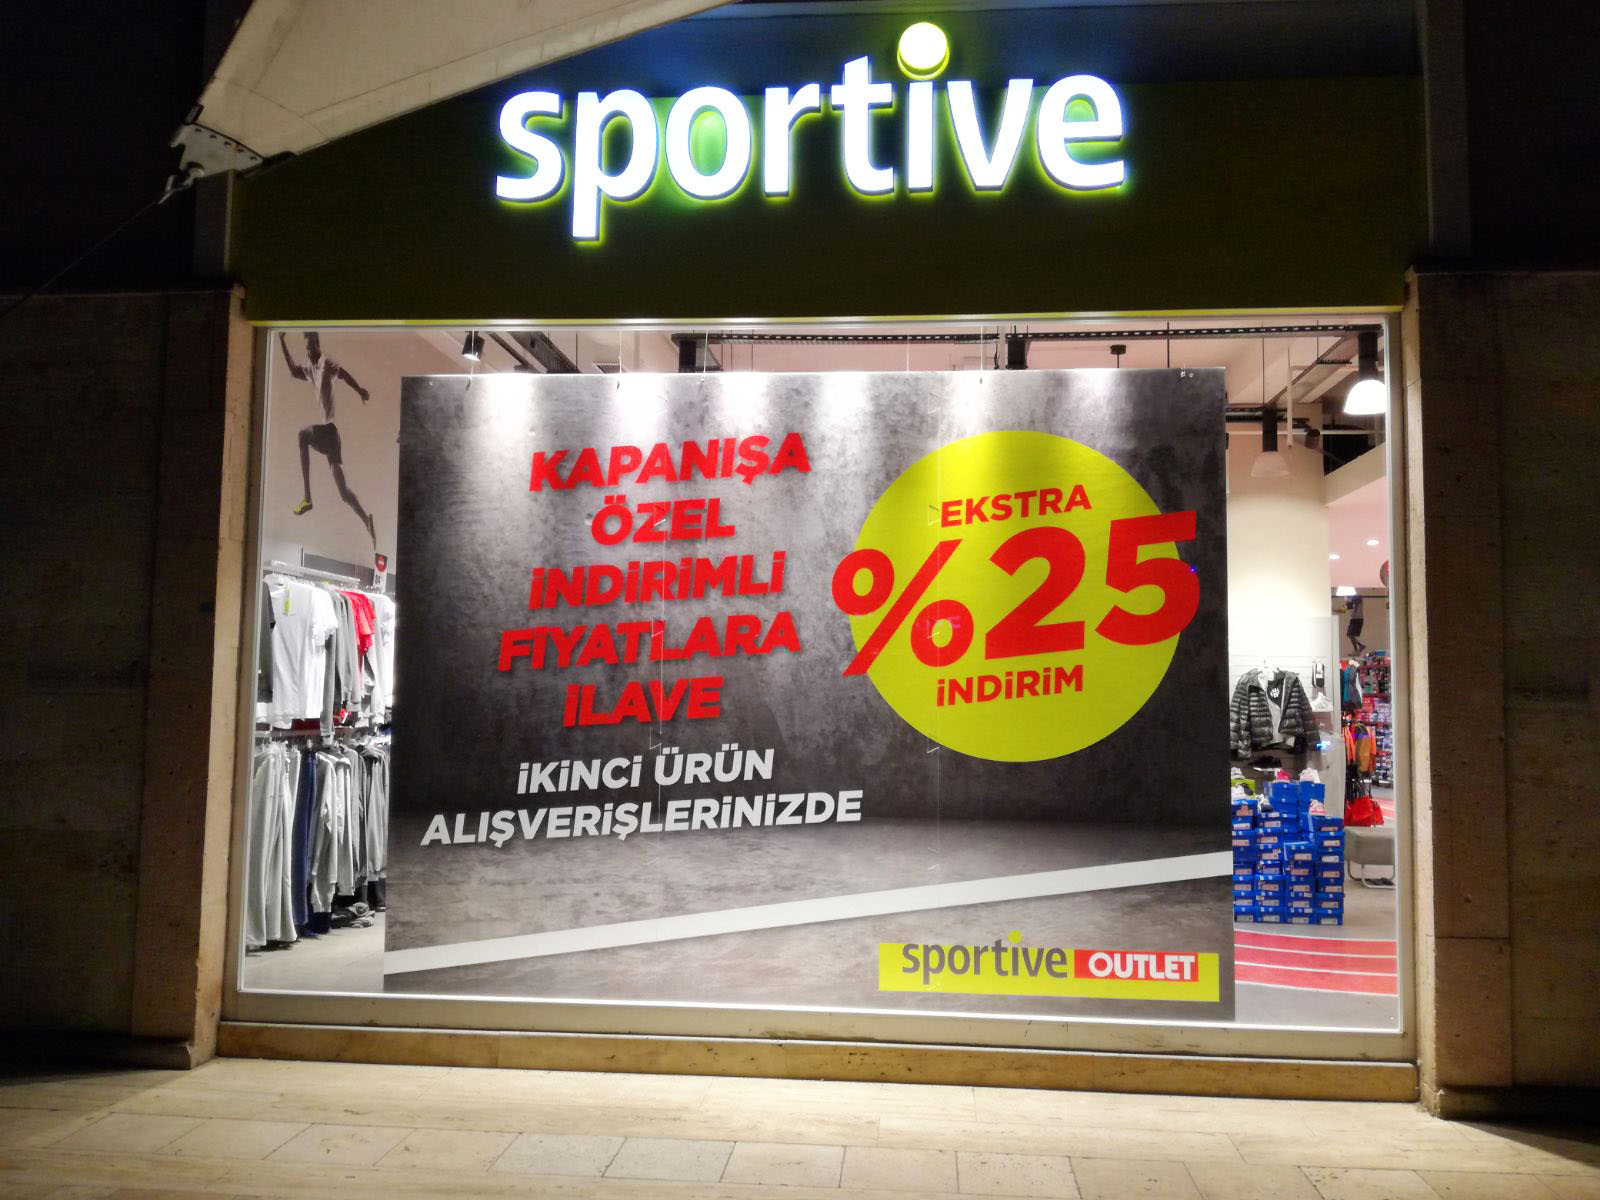 sportive
KAPANIŞA
ÖZEL
İNDİRİMLİ
FİYATLARA
İLAVE
İKİNCİ ÜRÜN
ALIŞVERİŞLERİNİZDE
EKSTRA
%25
İNDİRİM
sportive OUTLET